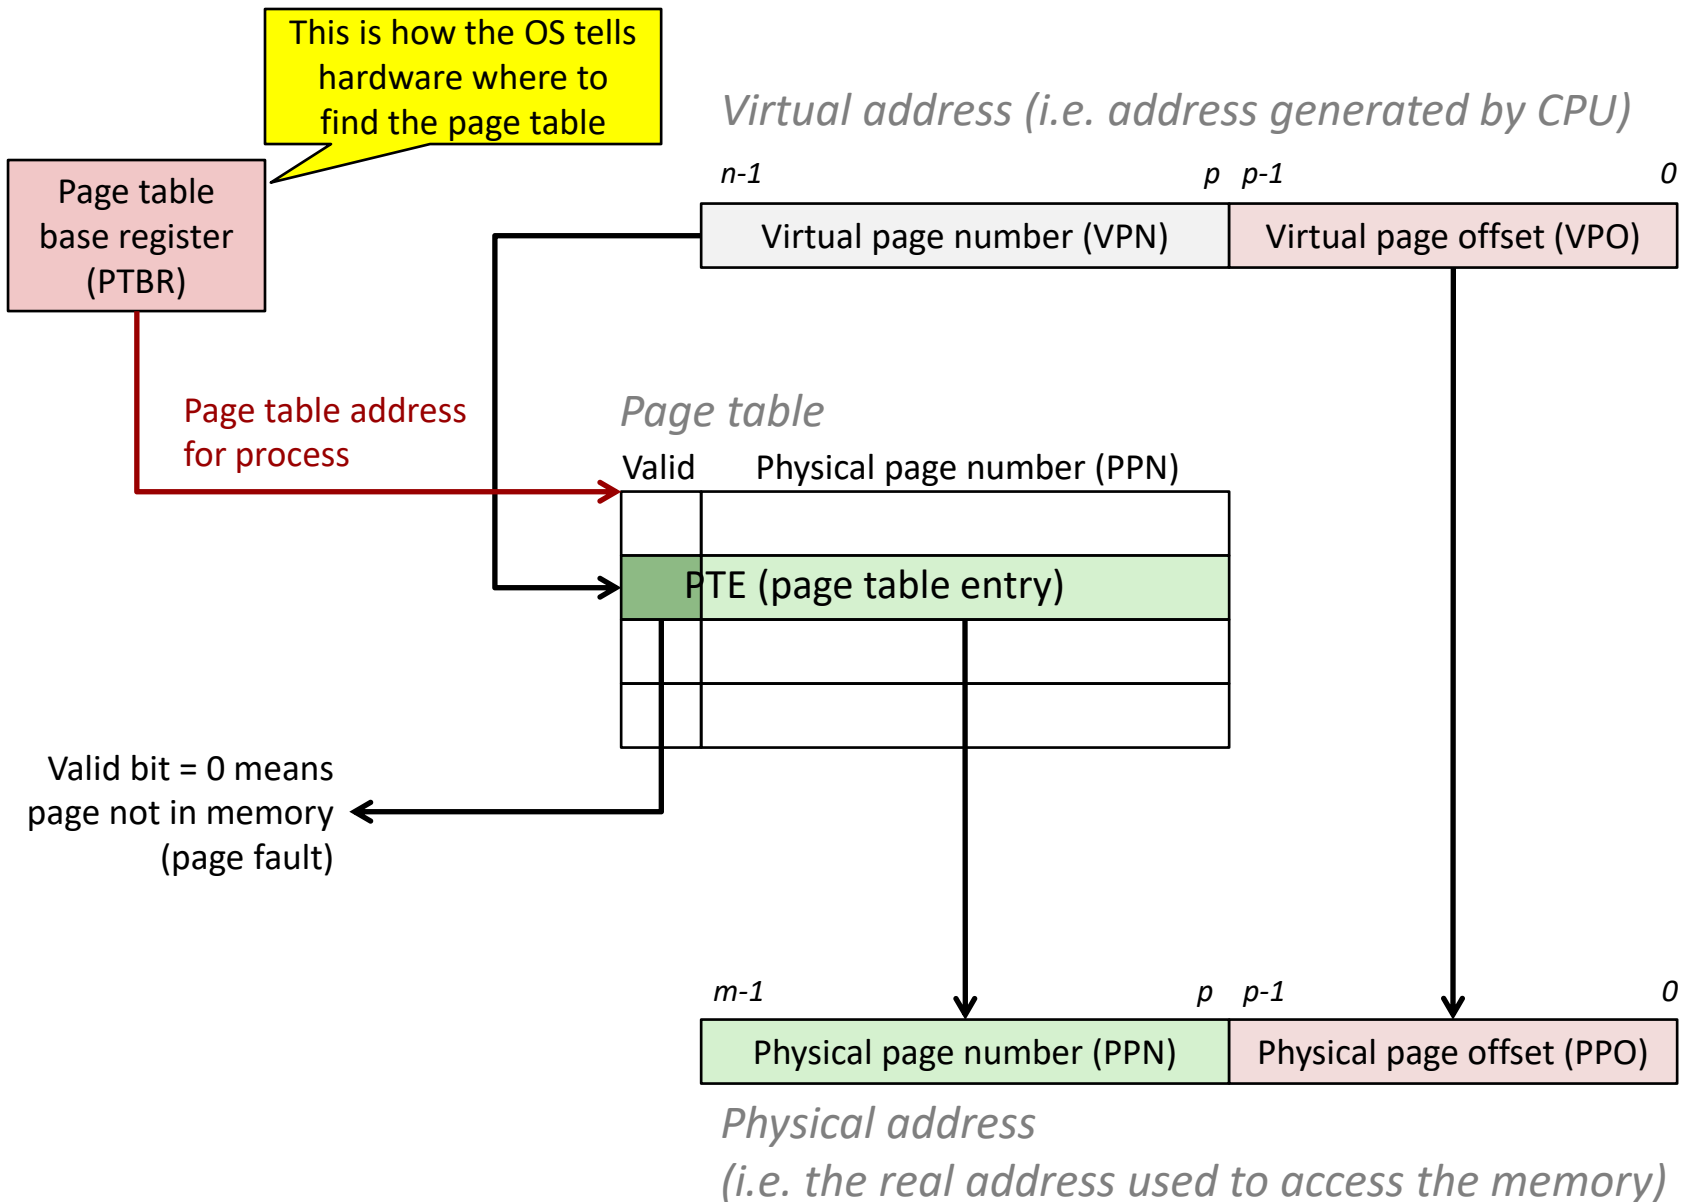 This is how the OS tells
hardware where to
find the page table
Virtual address (i.e. address generated by CPU)
Page table
base register
(PTBR)
n-1 p p-1 0
Virtual page number (VPN) Virtual page offset (VPO)
Page table address
for process
Page table
Valid Physical page number (PPN)
PTE (page table entry)
Valid bit = 0 means
page not in memory
(page fault)
m-1 p p-1 0
Physical page number (PPN) Physical page offset (PPO)
Physical address
(i.e. the real address used to access the memory)